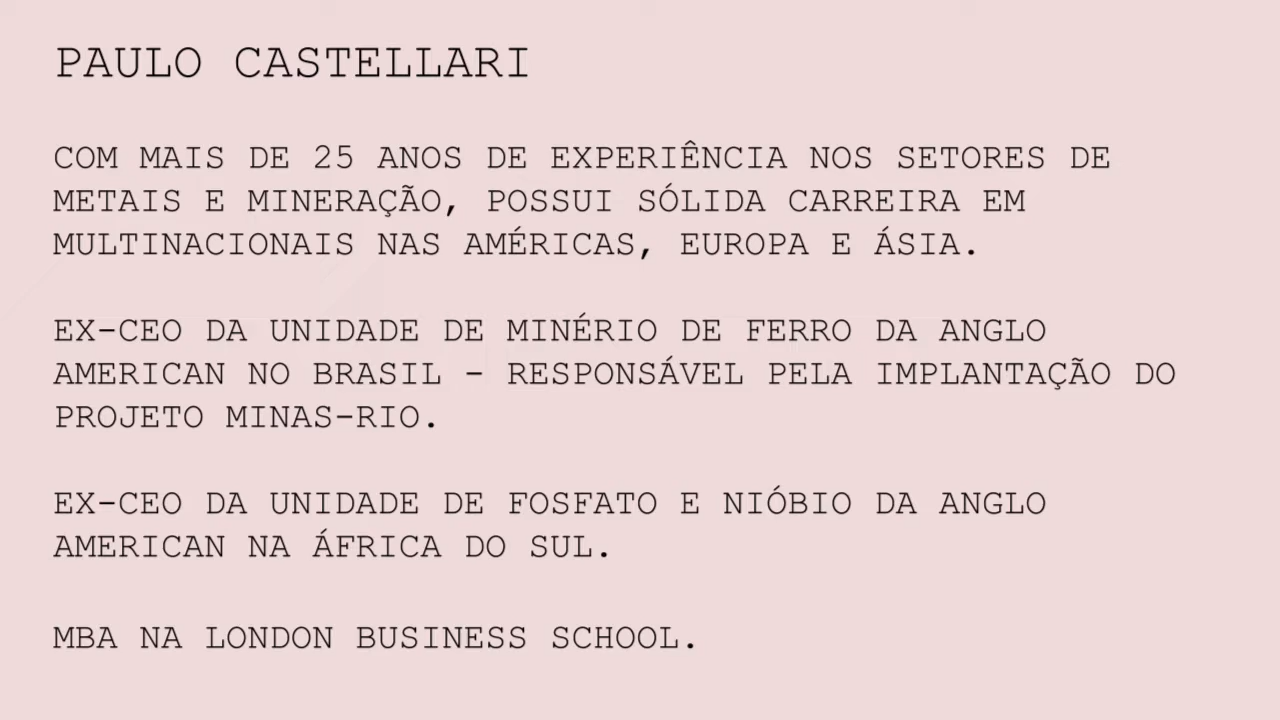 PAULO CASTELLARI
COM MAIS DE 25 ANOS DE EXPERIÊNCIA NOS SETORES DE
METAIS E MINERAÇÃO, POSSUI SÓLIDA CARREIRA EM
MULTINACIONAIS NAS AMÉRICAS, EUROPA E ÁSIA.
EX-CEO DA UNIDADE DE MINÉRIO DE FERRO DA ANGLO
AMERICAN NO BRASIL - RESPONSÁVEL PELA IMPLANTAÇÃO DO
PROJETO MINAS-RIO.
EX-CEO DA UNIDADE DE FOSFATO E NIÓBIO DA ANGLO
AMERICAN NA ÁFRICA DO SUL.
MBA NA LONDON BUSINESS SCHOOL.